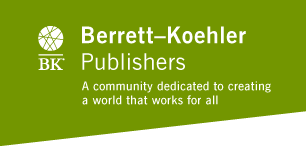 Berrett–Koehler
BK Publishers
A community dedicated to creating
a world that works for all